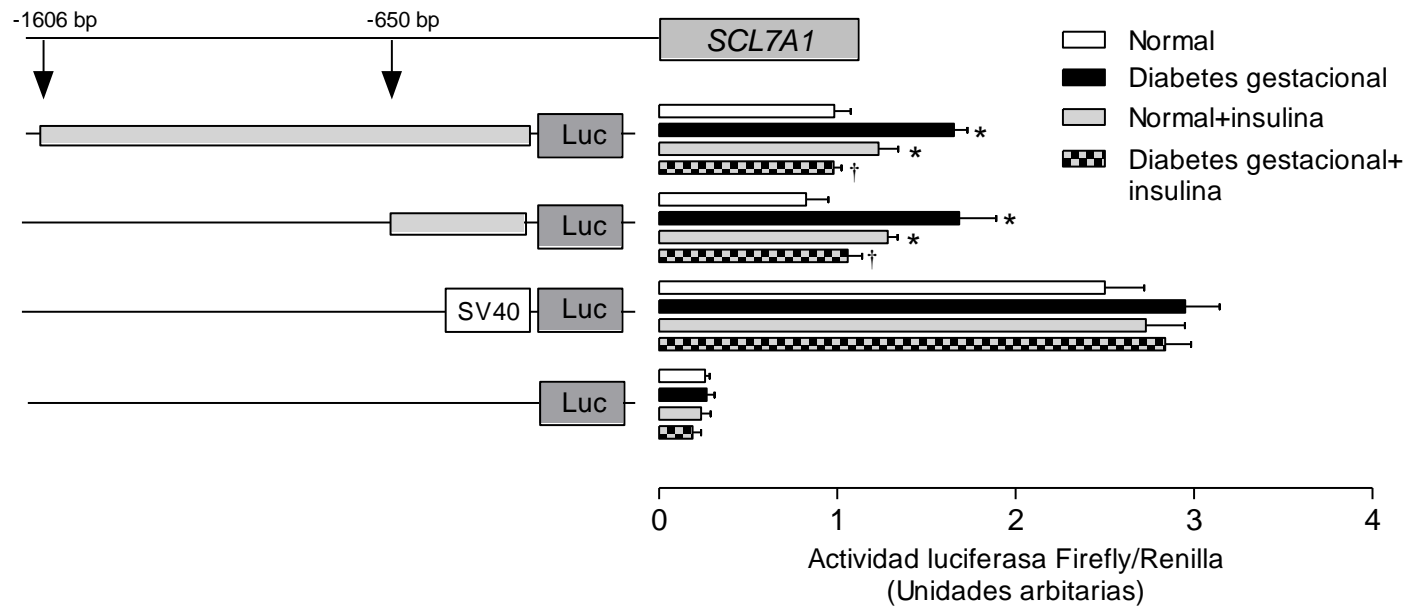 -1606 bp
-650 bp
SCL7A1
Normal
Diabetes gestacional
Normal+insulina
Diabetes gestacional+
insulina
Luc
*
*
†
Luc
*
*
†
SV40
Luc
Luc
0
1
2
3
4
Actividad luciferasa Firefly/Renilla
(Unidades arbitarias)